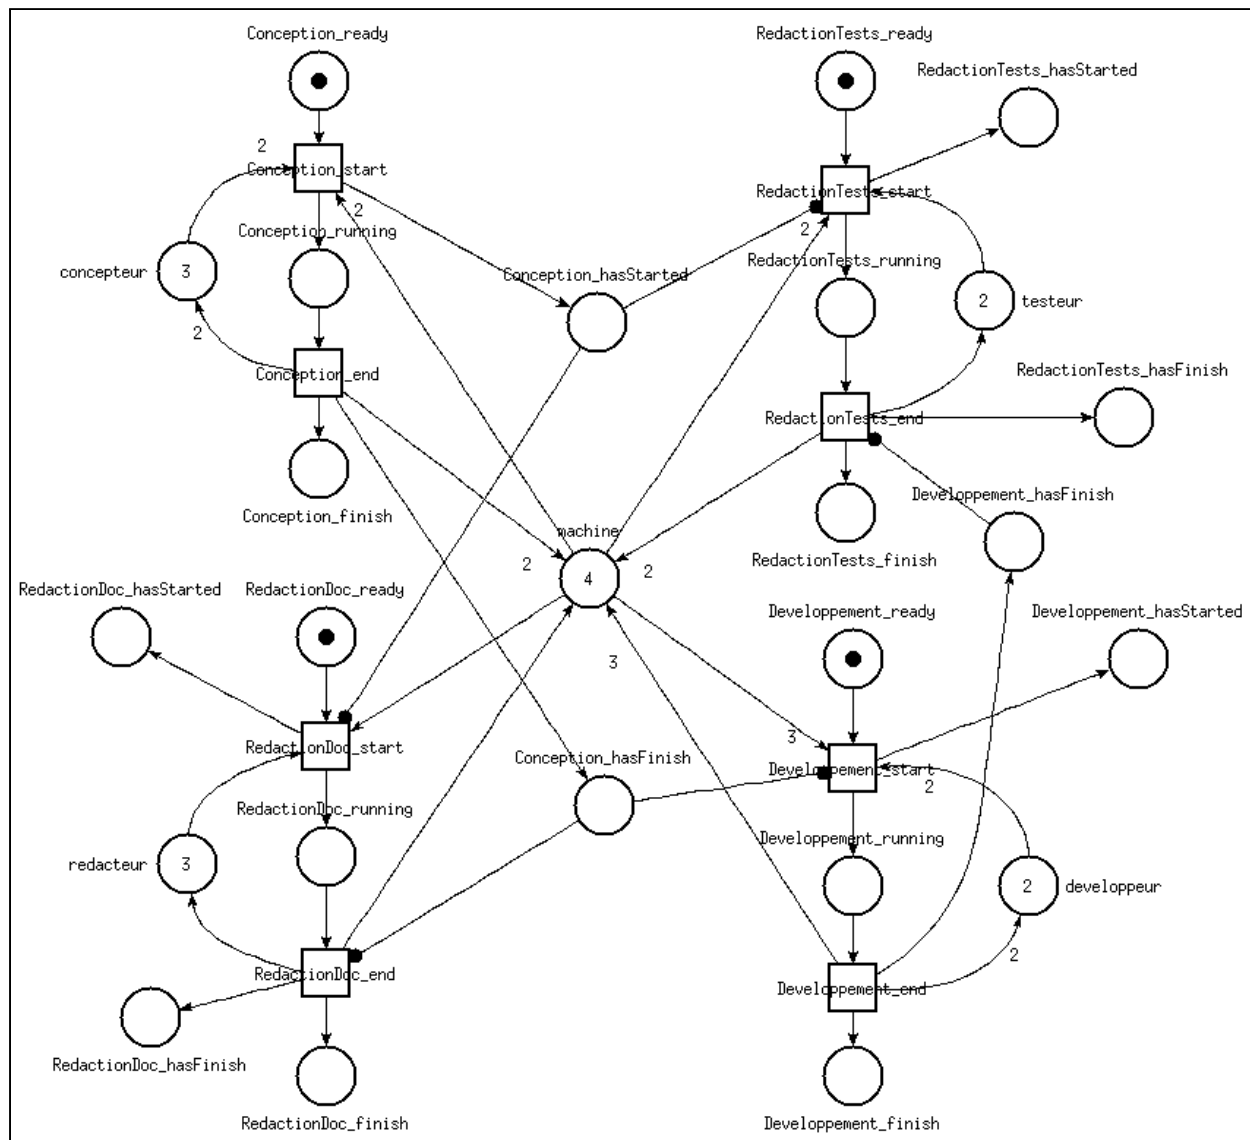 Conception_ready
RedactionTests_ready
RedactionTests_hasStarted
2
Conception_start
RedactionTests_start
2
2
Conception_running
RedactionTests_running
concepteur
3
Conception_hasStarted
2
testeur
2
Conception_end
RedactionTests_hasFinish
RedactionTests_end
Developpement_hasFinish
Conception_finish
machine
RedactionTests_finish
2
4
2
RedactionDoc_hasStarted
RedactionDoc_ready
Developpement_ready
Developpement_hasStarted
3
3
RedactionDoc_start
Conception_hasFinish
Developpement_start
2
RedactionDoc_running
Developpement_running
redacteur
3
2
developpeur
2
RedactionDoc_end
Developpement_end
RedactionDoc_hasFinish
RedactionDoc_finish
Developpement_finish